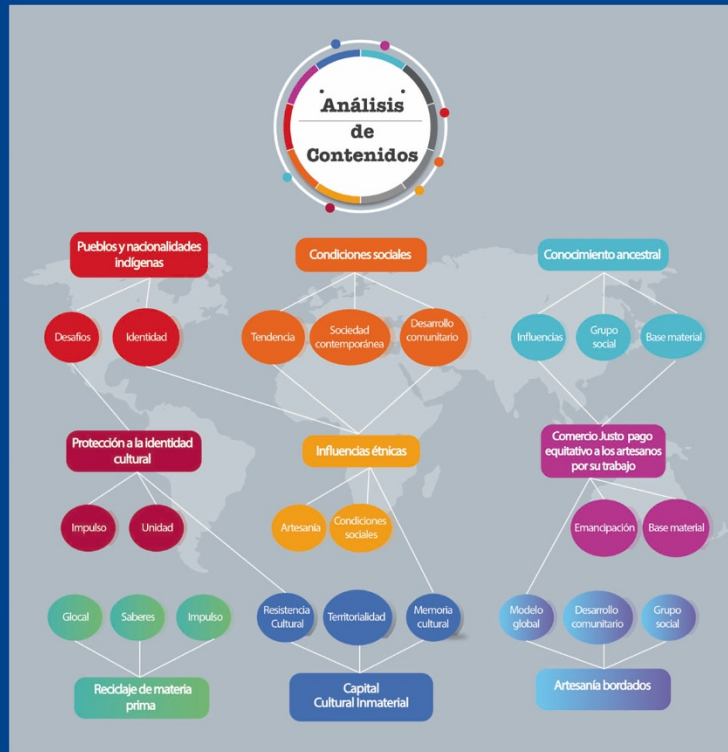 Análisis
de
Contenidos
Pueblos y nacionalidades
indígenas
Condiciones sociales
Conocimiento ancestral
Desafíos
Identidad
Tendencia
Sociedad
contemporánea
Desarrollo
comunitario
Influencias
Grupo
social
Base material
Protección a la identidad
cultural
Influencias étnicas
Comercio Justo pago
equitativo a los artesanos
por su trabajo
Impulso
Unidad
Artesanía
Condiciones
sociales
Emancipación
Base material
Glocal
Saberes
Impulso
Resistencia
Cultural
Territorialidad
Memoria
cultural
Modelo
global
Desarrollo
comunitario
Grupo
social
Reciclaje de materia
prima
Capital
Cultural Inmaterial
Artesanía bordados